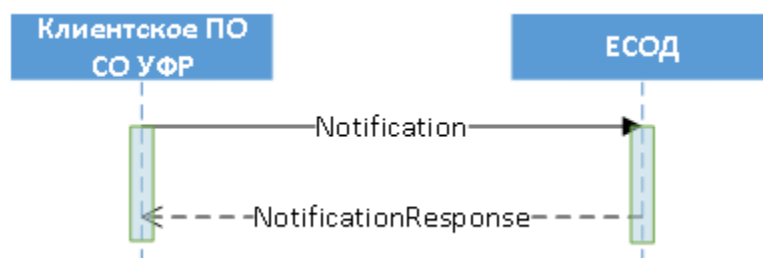 Клиентское ПО
СО УФР
ЕСОД
Notification
NotificationResponse